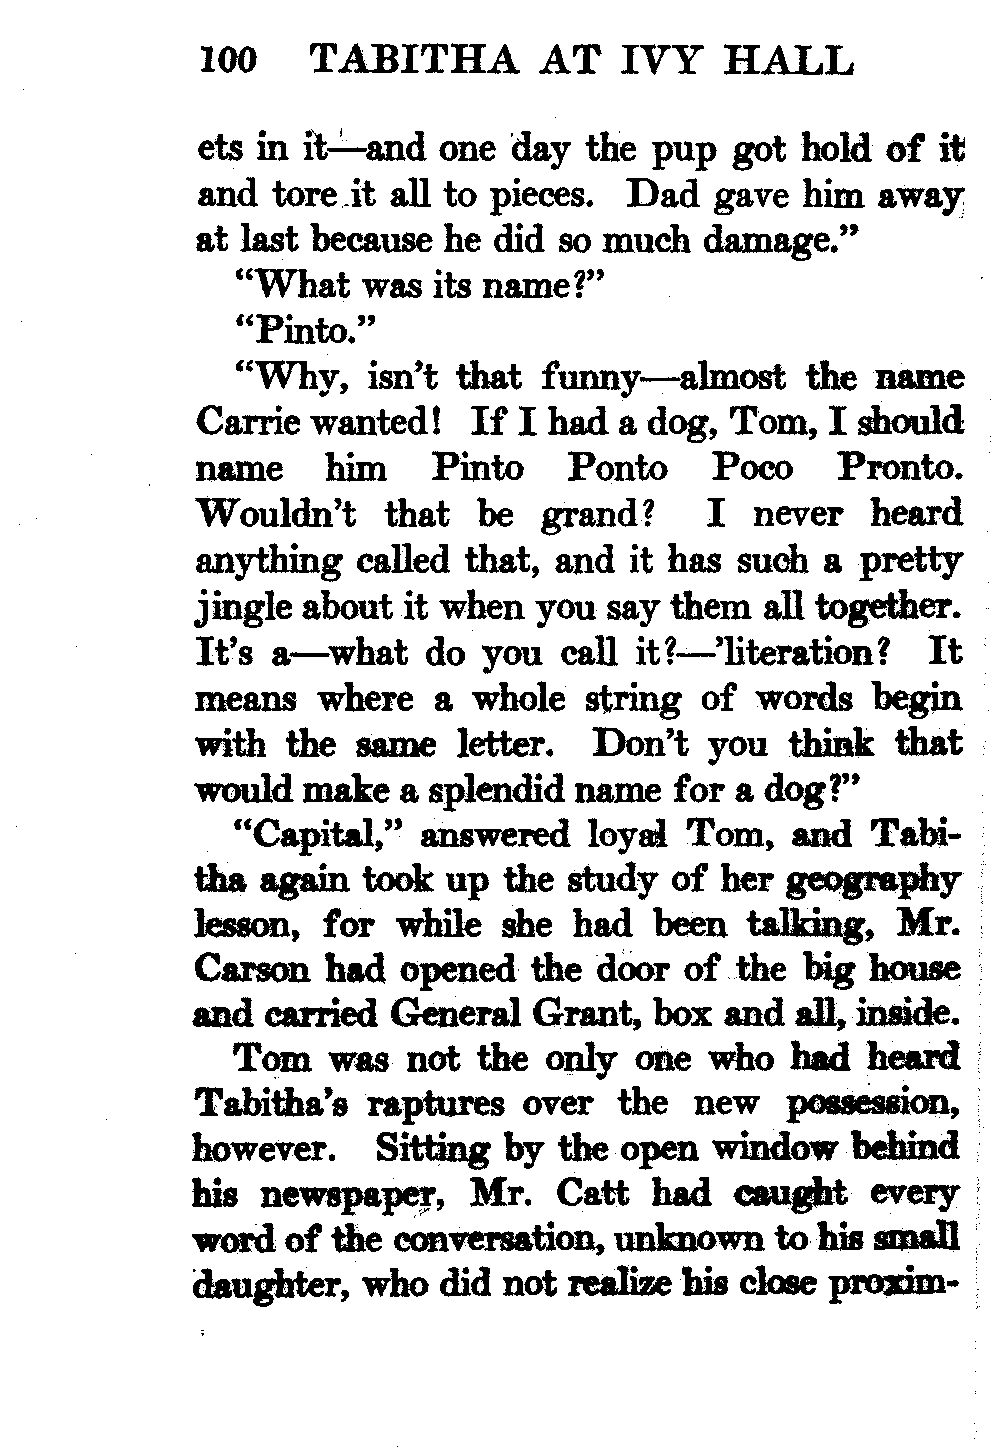 100 TABITHA AT IVY HALL
ets in it—and one day the pup got hold of it
and tore it all to pieces. Dad gave him away
at last because he did so much damage.”
“What was its name?”
“Pinto.”
“Why, isn’t that funny—almost the name
Carrie wanted! If I had a dog, Tom, I should
name him Pinto Ponto Poco Pronto.
Wouldn’t that be grand? I never heard
anything called that, and it has such a pretty
jingle about it when you say them all together.
It’s a—what do you call it?—’literation? It
means where a whole string of words begin
with the same letter. Don’t you think that
would make a splendid name for a dog?”
“Capital,” answered loyal Tom, and Tabi-
tha again took up the study of her geography
lesson, for while she had been talking, Mr.
Carson had opened the door of the big house
and carried General Grant, box and all, inside.
Tom was not the only one who had heard
Tabitha’s raptures over the new possession,
however. Sitting by the open window behind
his newspaper, Mr. Catt had caught every
word of the conversation, unknown to his small
daughter, who did not realize his close proxim-